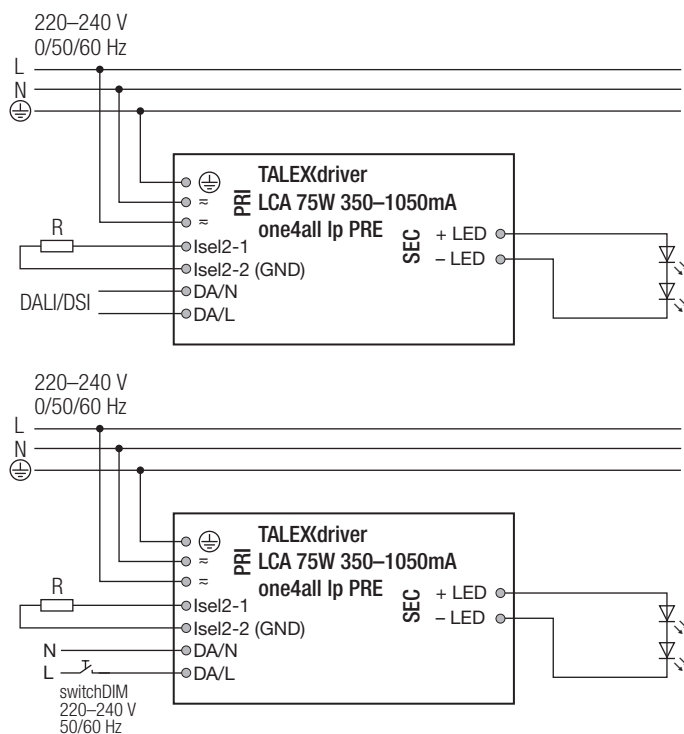 220–240 V
0/50/60 Hz
L
N
TALEXXdriver
LCA 75W 350–1050mA
one4all lp PRE
PRI
SEC
≂
≂
R
Isel2-1
Isel2-2 (GND)
DA/N
DA/L
DALI/DSI
+ LED
– LED
220–240 V
0/50/60 Hz
L
N
TALEXXdriver
LCA 75W 350–1050mA
one4all lp PRE
PRI
SEC
≂
≂
R
Isel2-1
Isel2-2 (GND)
N
DA/N
L
DA/L
+ LED
– LED
switchDIM
220–240 V
50/60 Hz